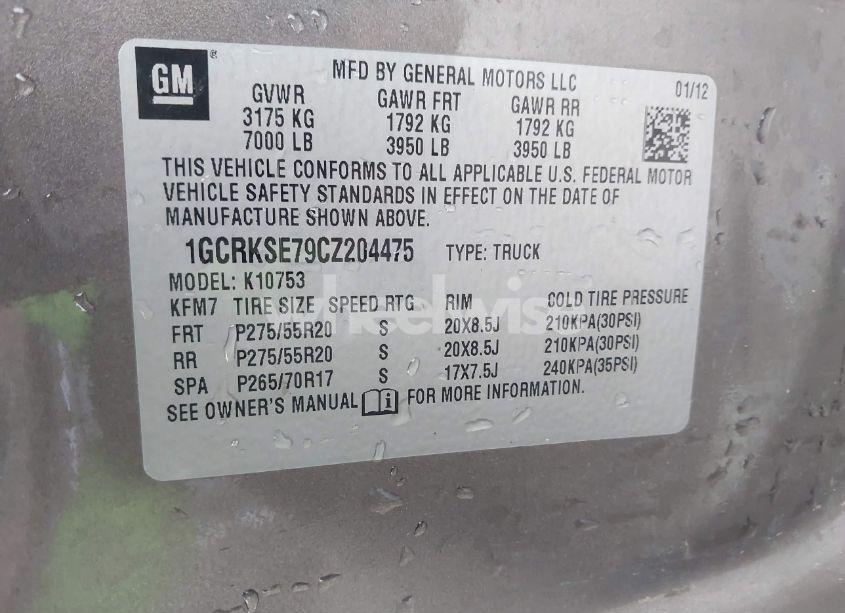 GM
MFD BY GENERAL MOTORS LLC 01/12
GVWR GAWR FRT GAWR RR
3175 KG 1792 KG 1792 KG
7000 LB 3950 LB 3950 LB
THIS VEHICLE CONFORMS TO ALL APPLICABLE U.S. FEDERAL MOTOR
VEHICLE SAFETY STANDARDS IN EFFECT ON THE DATE OF
MANUFACTURE SHOWN ABOVE.
1GCRKSE79CZ204475 TYPE: TRUCK
MODEL: K10753
KFM7 TIRE SIZE SPEED RTG RIM COLD TIRE PRESSURE
FRT P275/55R20 S 20X8.5J 210KPA(30PSI)
RR P275/55R20 S 20X8.5J 210KPA(30PSI)
SPA P265/70R17 S 17X7.5J 240KPA(35PSI)
SEE OWNER'S MANUAL FOR MORE INFORMATION.